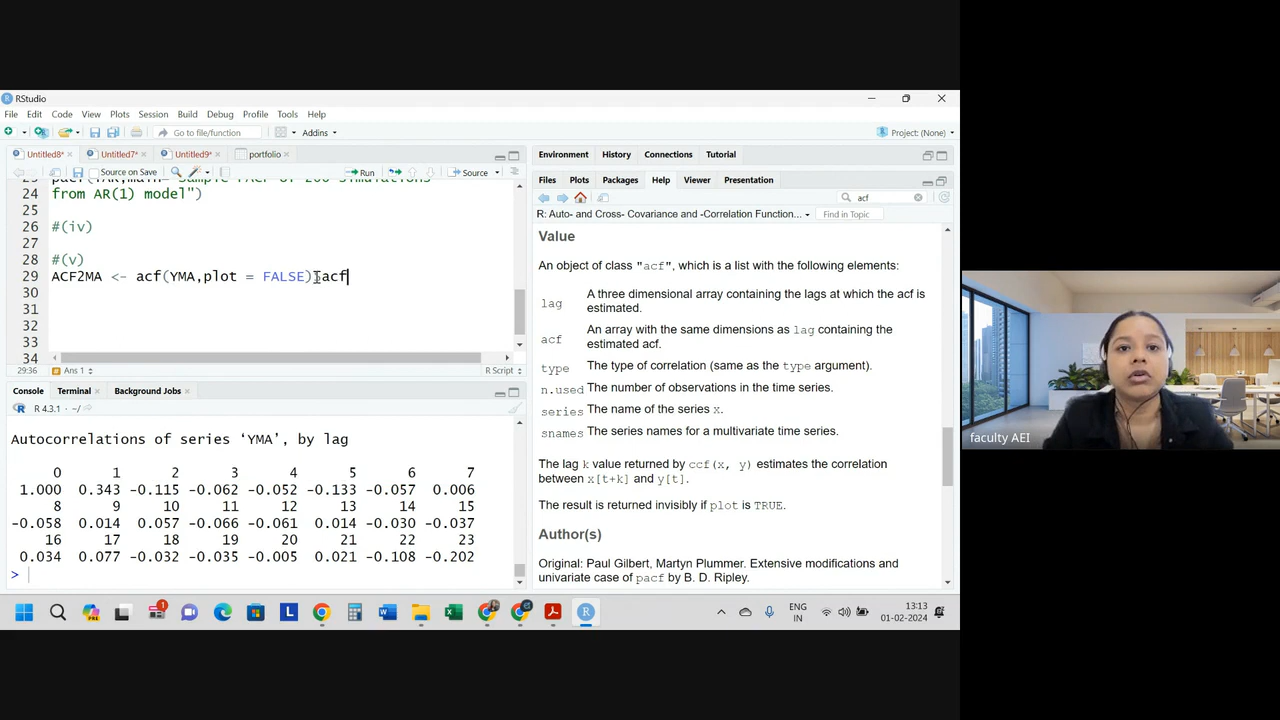 RStudio
File Edit Code View Plots Session Build Debug Profile Tools Help
Go to file/function Addins Project: (None)
Untitled8* Untitled7* Untitled9* portfolio
Source on Save Run Source
24 from AR(1) model")
25
26 #(iv)
27
28 #(v)
29 ACF2MA <- acf(YMA,plot = FALSE)$acf
30
31
32
33
34
29:36 Ans 1 R Script
Console Terminal Background Jobs
R 4.3.1 · ~/
Autocorrelations of series ‘YMA’, by lag
0 1 2 3 4 5 6 7
1.000 0.343 -0.115 -0.062 -0.052 -0.133 -0.057 0.006
8 9 10 11 12 13 14 15
-0.058 0.014 0.057 -0.066 -0.061 0.014 -0.030 -0.037
16 17 18 19 20 21 22 23
0.034 0.077 -0.032 -0.035 -0.005 0.021 -0.108 -0.202
>
Environment History Connections Tutorial
Files Plots Packages Help Viewer Presentation
acf
R: Auto- and Cross- Covariance and -Correlation Function... Find in Topic
Value
An object of class "acf", which is a list with the following elements:
lag A three dimensional array containing the lags at which the acf is
estimated.
acf An array with the same dimensions as lag containing the
estimated acf.
type The type of correlation (same as the type argument).
n.used The number of observations in the time series.
series The name of the series x.
snames The series names for a multivariate time series.
The lag k value returned by ccf(x, y) estimates the correlation
between x[t+k] and y[t].
The result is returned invisibly if plot is TRUE.
Author(s)
Original: Paul Gilbert, Martyn Plummer. Extensive modifications and
univariate case of pacf by B. D. Ripley.
faculty AEI
ENG
IN
13:13
01-02-2024